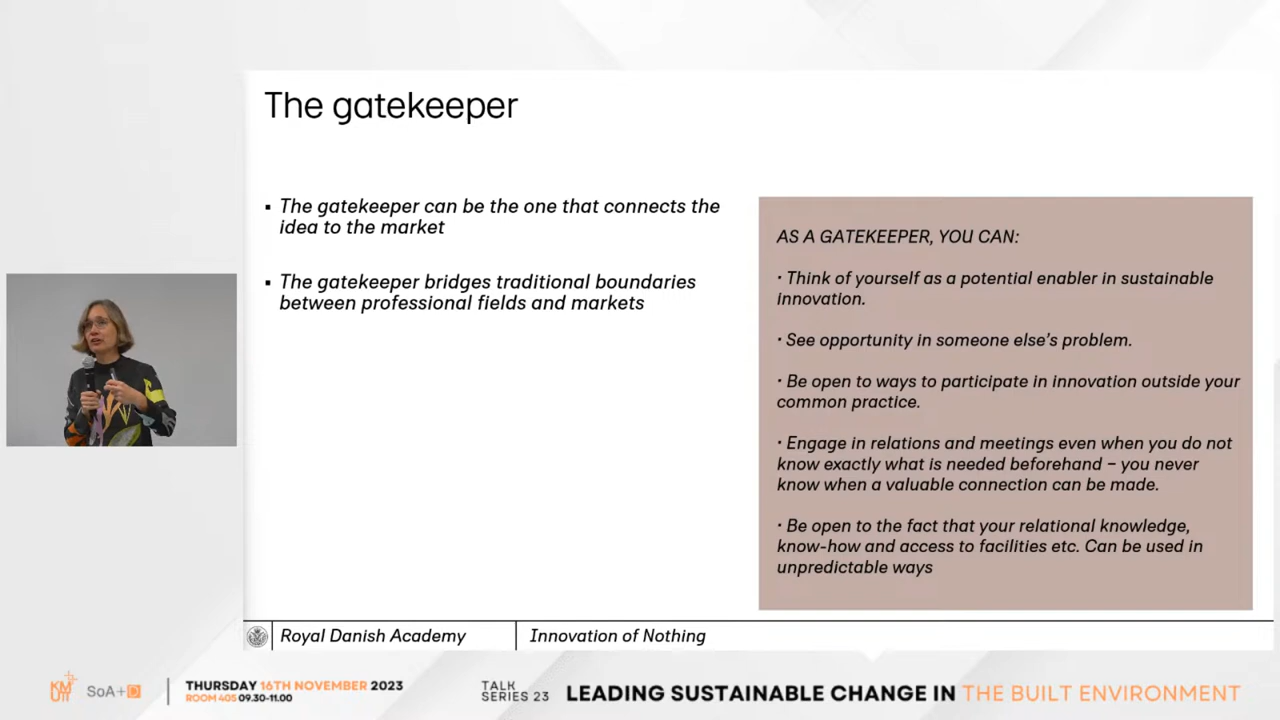 The gatekeeper
▪ The gatekeeper can be the one that connects the
idea to the market
▪ The gatekeeper bridges traditional boundaries
between professional fields and markets
AS A GATEKEEPER, YOU CAN:
· Think of yourself as a potential enabler in sustainable
innovation.
· See opportunity in someone else's problem.
· Be open to ways to participate in innovation outside your
common practice.
· Engage in relations and meetings even when you do not
know exactly what is needed beforehand – you never
know when a valuable connection can be made.
· Be open to the fact that your relational knowledge,
know-how and access to facilities etc. Can be used in
unpredictable ways
Royal Danish Academy
Innovation of Nothing
KMUTT
SoA+D
THURSDAY 16TH NOVEMBER 2023
ROOM 405 09.30-11.00
TALK
SERIES 23
LEADING SUSTAINABLE CHANGE IN THE BUILT ENVIRONMENT